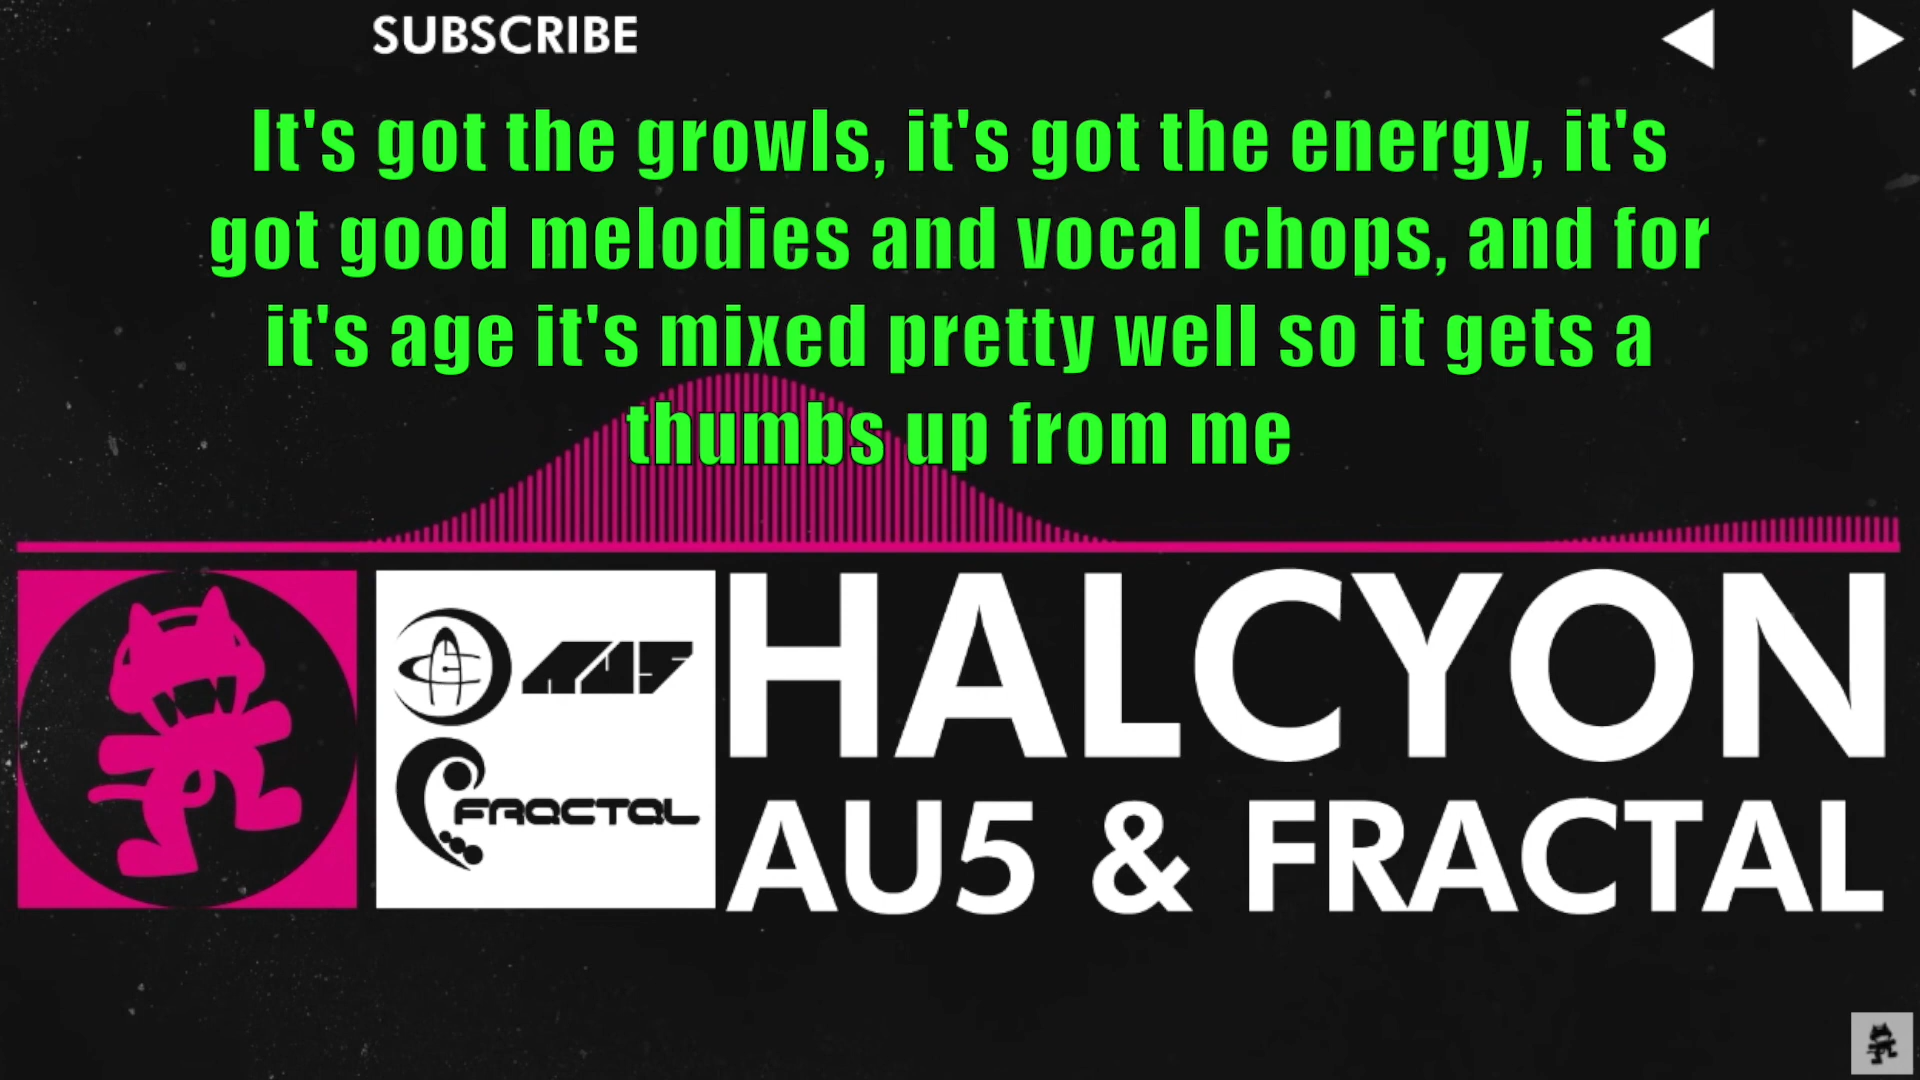 SUBSCRIBE
It's got the growls, it's got the energy, it's
got good melodies and vocal chops, and for
it's age it's mixed pretty well so it gets a
thumbs up from me
AU5
FRACTAL
HALCYON
AU5 & FRACTAL